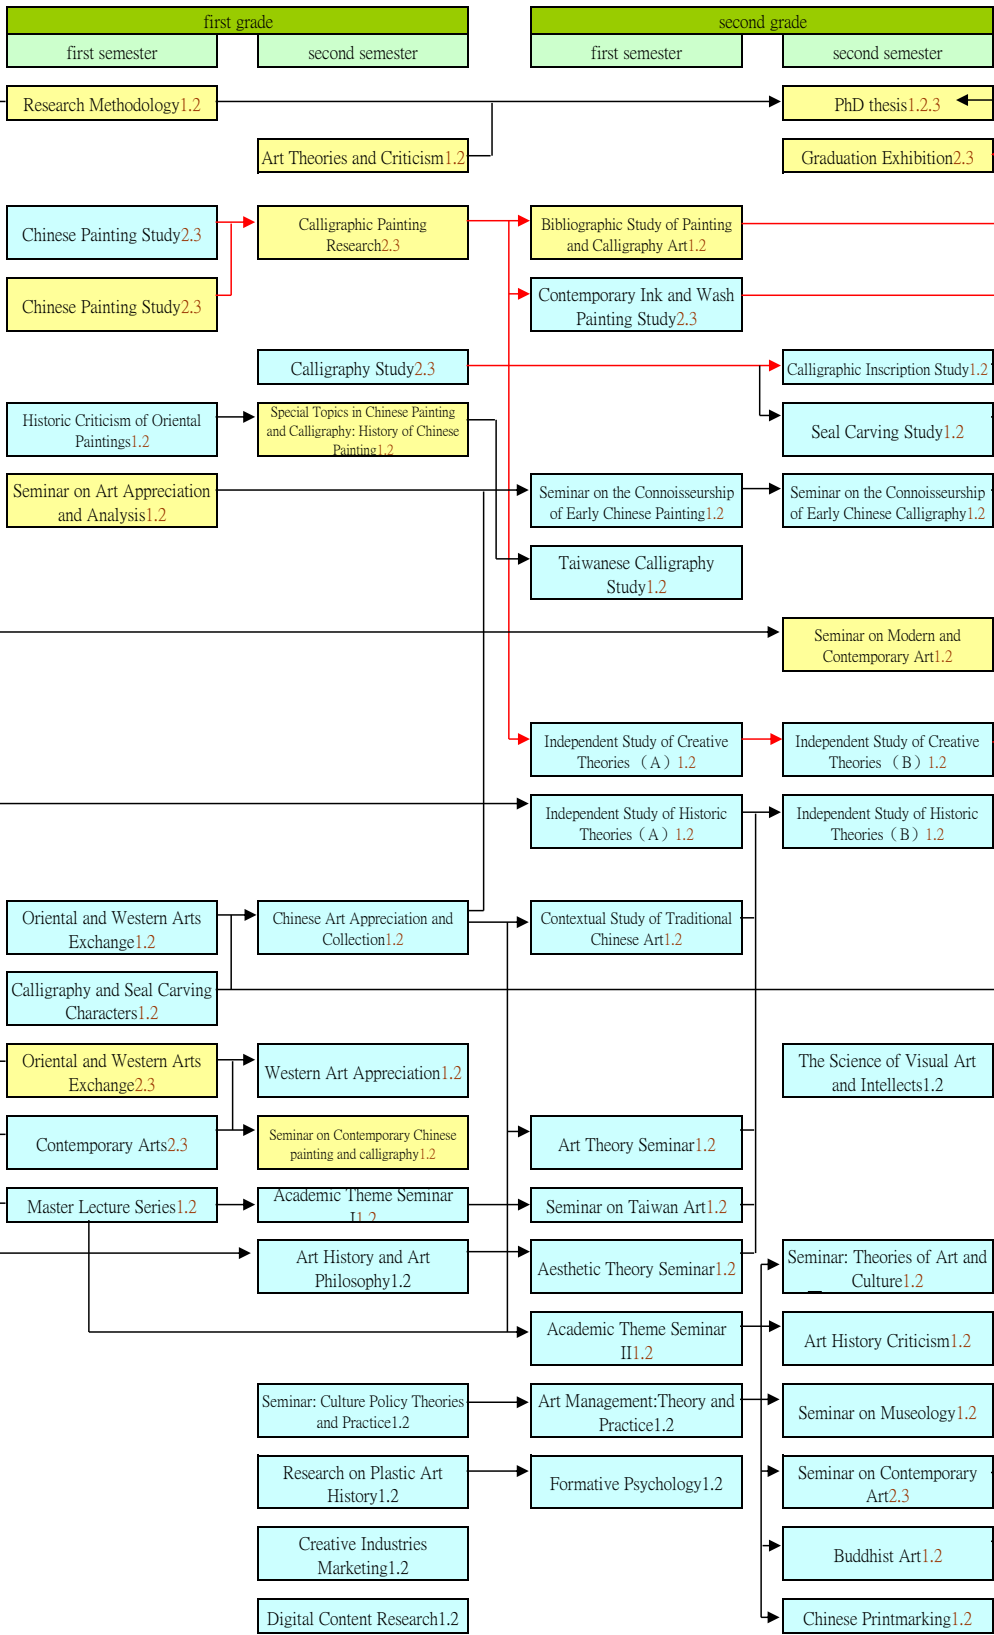 first grade
second grade
first semester
second semester
first semester
second semester
Research Methodology1.2
PhD thesis1.2.3
Art Theories and Criticism1.2
Graduation Exhibition2.3
Chinese Painting Study2.3
Calligraphic Painting
Research2.3
Bibliographic Study of Painting
and Calligraphy Art1.2
Chinese Painting Study2.3
Contemporary Ink and Wash
Painting Study2.3
Calligraphy Study2.3
Calligraphic Inscription Study1.2
Historic Criticism of Oriental
Paintings1.2
Special Topics in Chinese Painting
and Calligraphy: History of Chinese
Painting1.2
Seal Carving Study1.2
Seminar on Art Appreciation
and Analysis1.2
Seminar on the Connoisseurship
of Early Chinese Painting1.2
Seminar on the Connoisseurship
of Early Chinese Calligraphy1.2
Taiwanese Calligraphy
Study1.2
Seminar on Modern and
Contemporary Art1.2
Independent Study of Creative
Theories（A）1.2
Independent Study of Creative
Theories（B）1.2
Independent Study of Historic
Theories（A）1.2
Independent Study of Historic
Theories（B）1.2
Oriental and Western Arts
Exchange1.2
Chinese Art Appreciation and
Collection1.2
Contextual Study of Traditional
Chinese Art1.2
Calligraphy and Seal Carving
Characters1.2
Oriental and Western Arts
Exchange2.3
Western Art Appreciation1.2
The Science of Visual Art
and Intellects1.2
Contemporary Arts2.3
Seminar on Contemporary Chinese
painting and calligraphy1.2
Art Theory Seminar1.2
Master Lecture Series1.2
Academic Theme Seminar
I1.2
Seminar on Taiwan Art1.2
Art History and Art
Philosophy1.2
Aesthetic Theory Seminar1.2
Seminar: Theories of Art and
Culture1.2
Academic Theme Seminar
II1.2
Art History Criticism1.2
Seminar: Culture Policy Theories
and Practice1.2
Art Management:Theory and
Practice1.2
Seminar on Museology1.2
Research on Plastic Art
History1.2
Formative Psychology1.2
Seminar on Contemporary
Art2.3
Creative Industries
Marketing1.2
Buddhist Art1.2
Digital Content Research1.2
Chinese Printmarking1.2